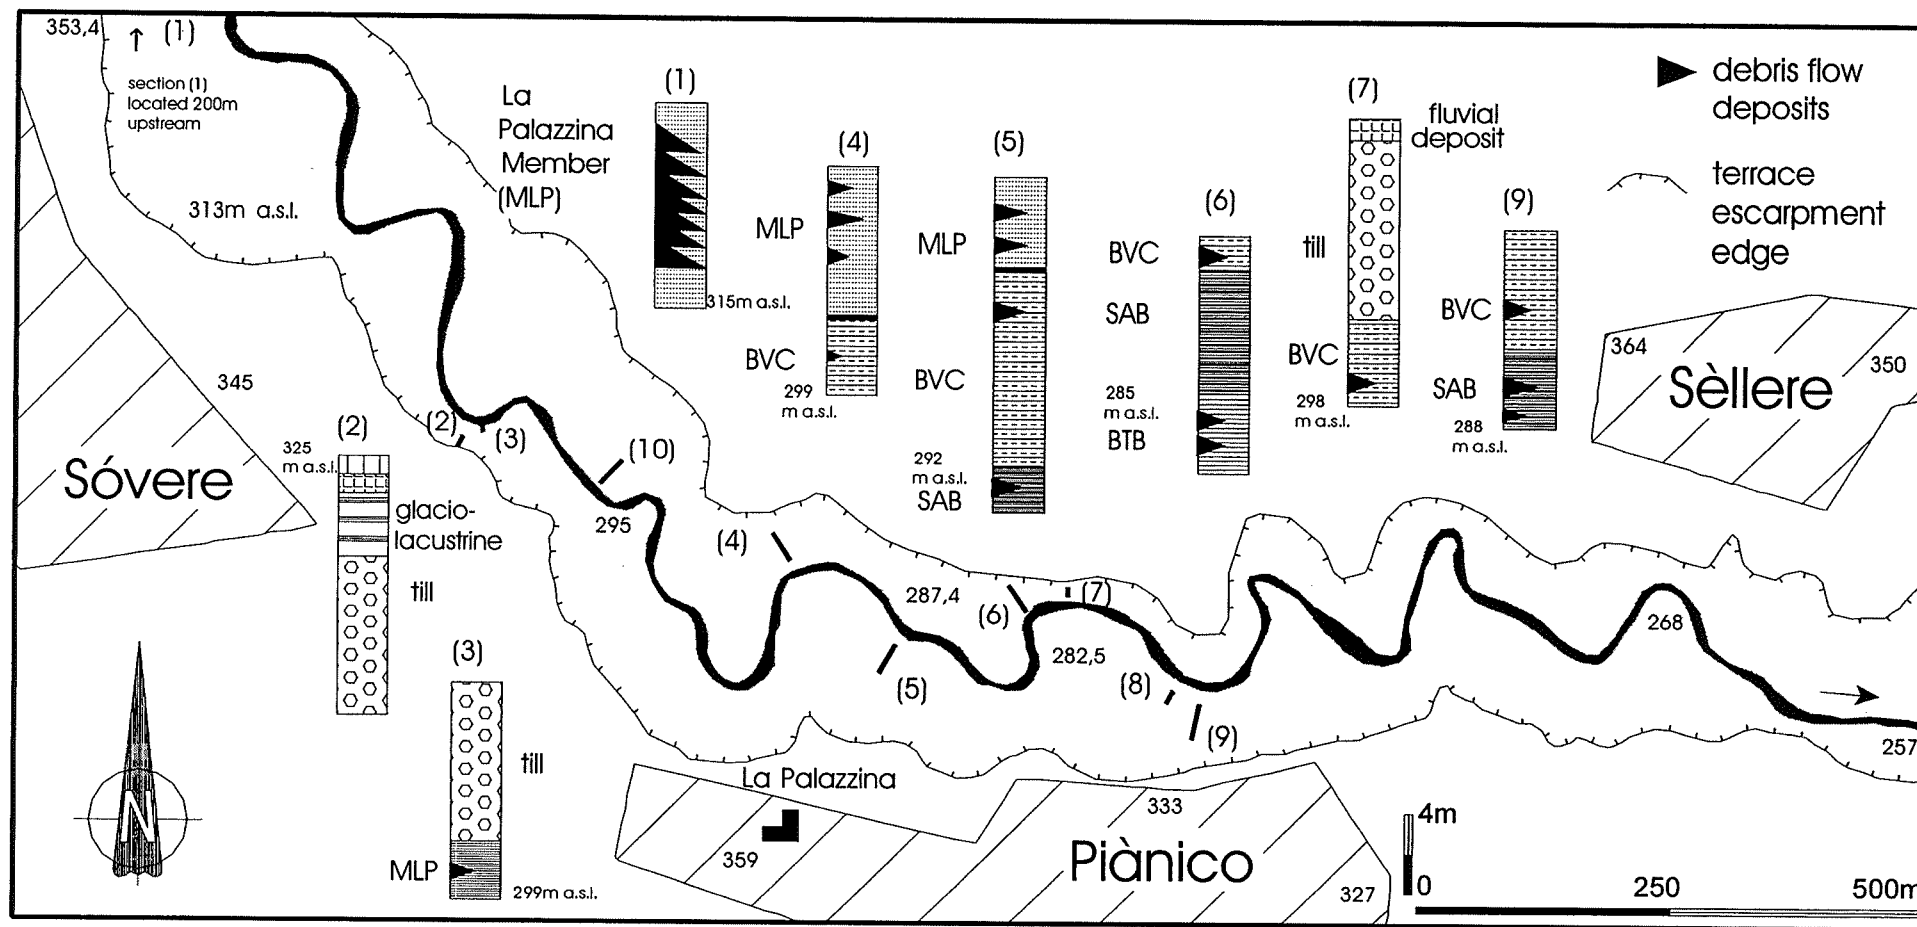 353,4
(1)
section (1)
located 200m
upstream
La
Palazzina
Member
(MLP)
(1)
315m a.s.l.
(4)
MLP
BVC
299
m a.s.l.
(5)
MLP
BVC
292
m a.s.l.
SAB
(6)
BVC
SAB
285
m a.s.l.
BTB
(7)
fluvial
deposit
till
BVC
298
m a.s.l.
(9)
BVC
SAB
288
m a.s.l.
debris flow
deposits
terrace
escarpment
edge
313m a.s.l.
345
Sóvere
(2)
325
m a.s.l.
glacio-
lacustrine
till
(2)
(3)
(10)
295
(4)
287,4
(5)
(6)
(7)
282,5
(8)
(9)
364
350
Sèllere
268
257
(3)
till
MLP
299m a.s.l.
N
La Palazzina
359
333
Piànico
327
4m
0
250
500m